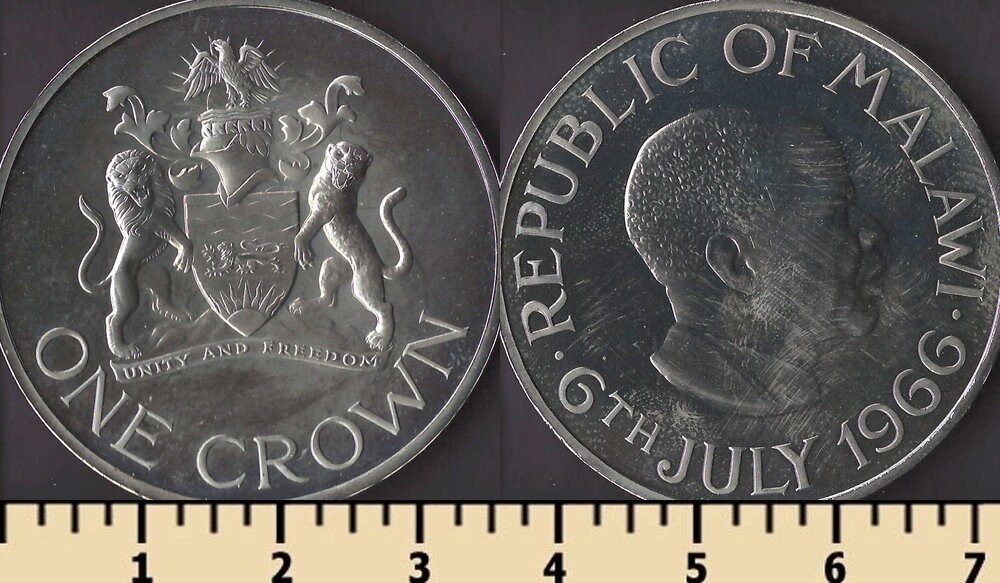 UNITY AND FREEDOM
ONE CROWN
REPUBLIC OF MALAWI
· 6TH JULY 1966 ·
1 2 3 4 5 6 7